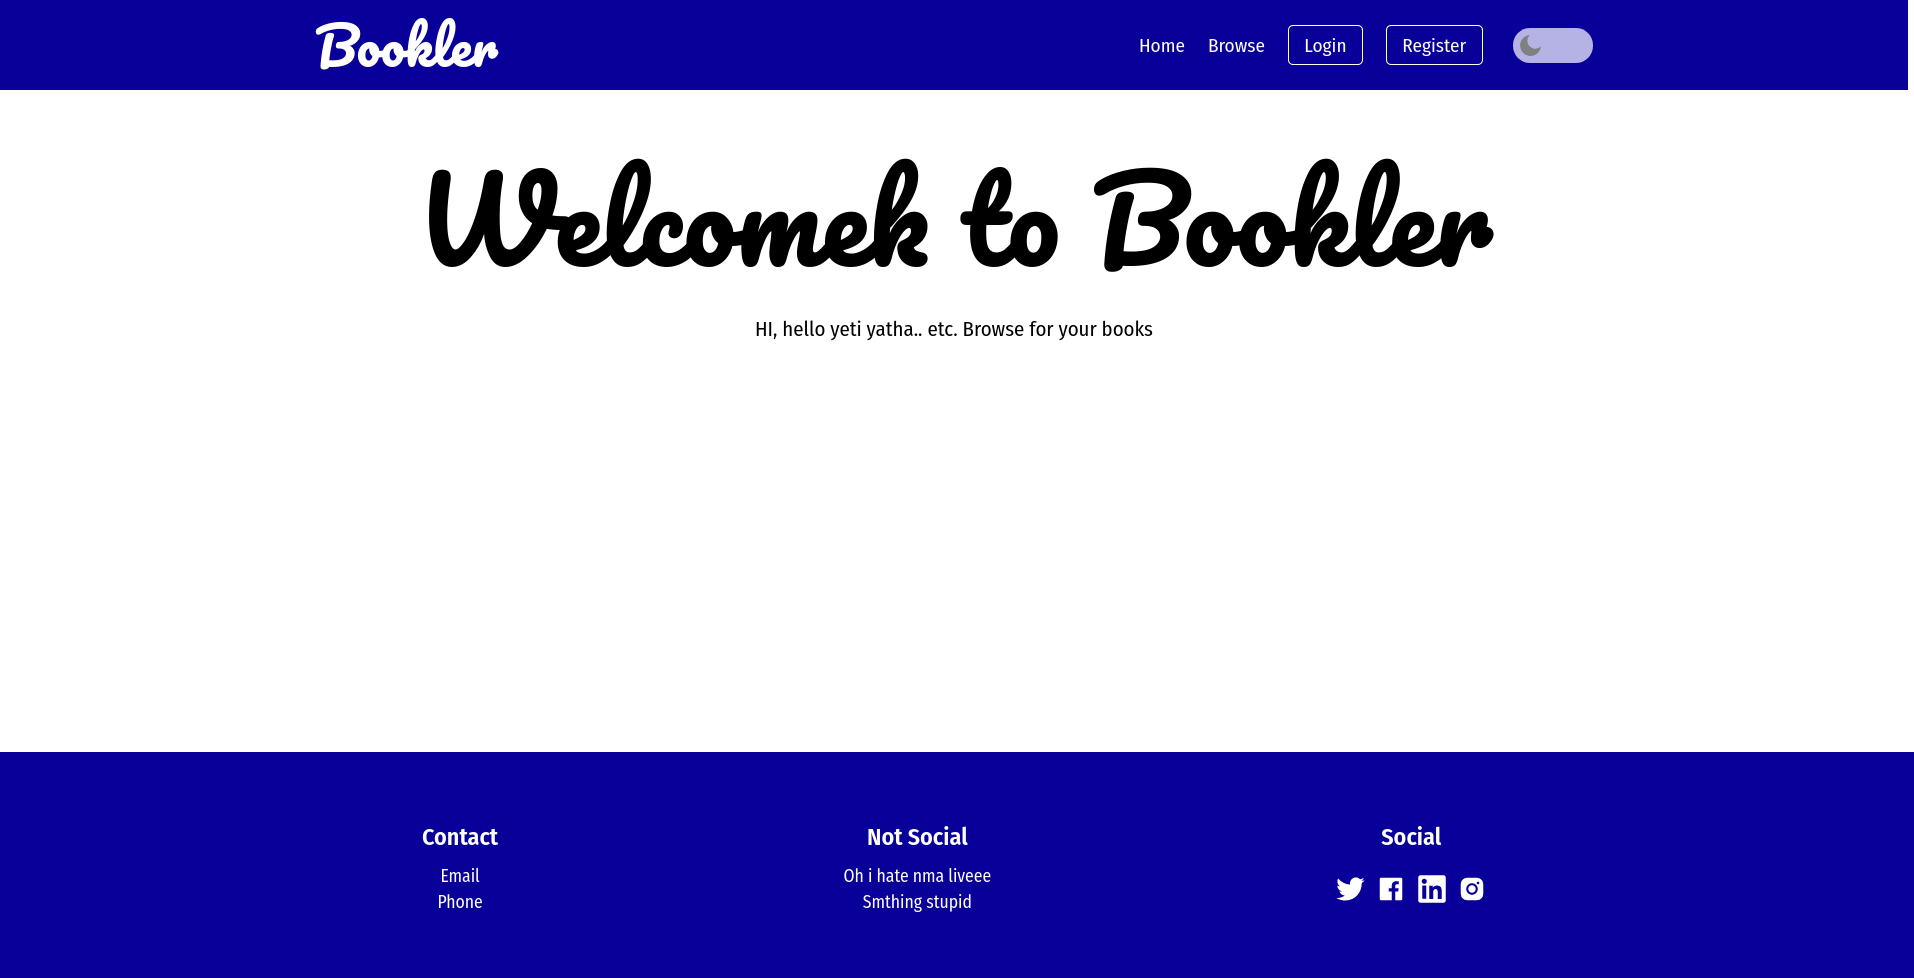 Bookler
Home Browse Login Register
Welcomek to Bookler
HI, hello yeti yatha.. etc. Browse for your books
Contact
Email
Phone
Not Social
Oh i hate nma liveee
Smthing stupid
Social